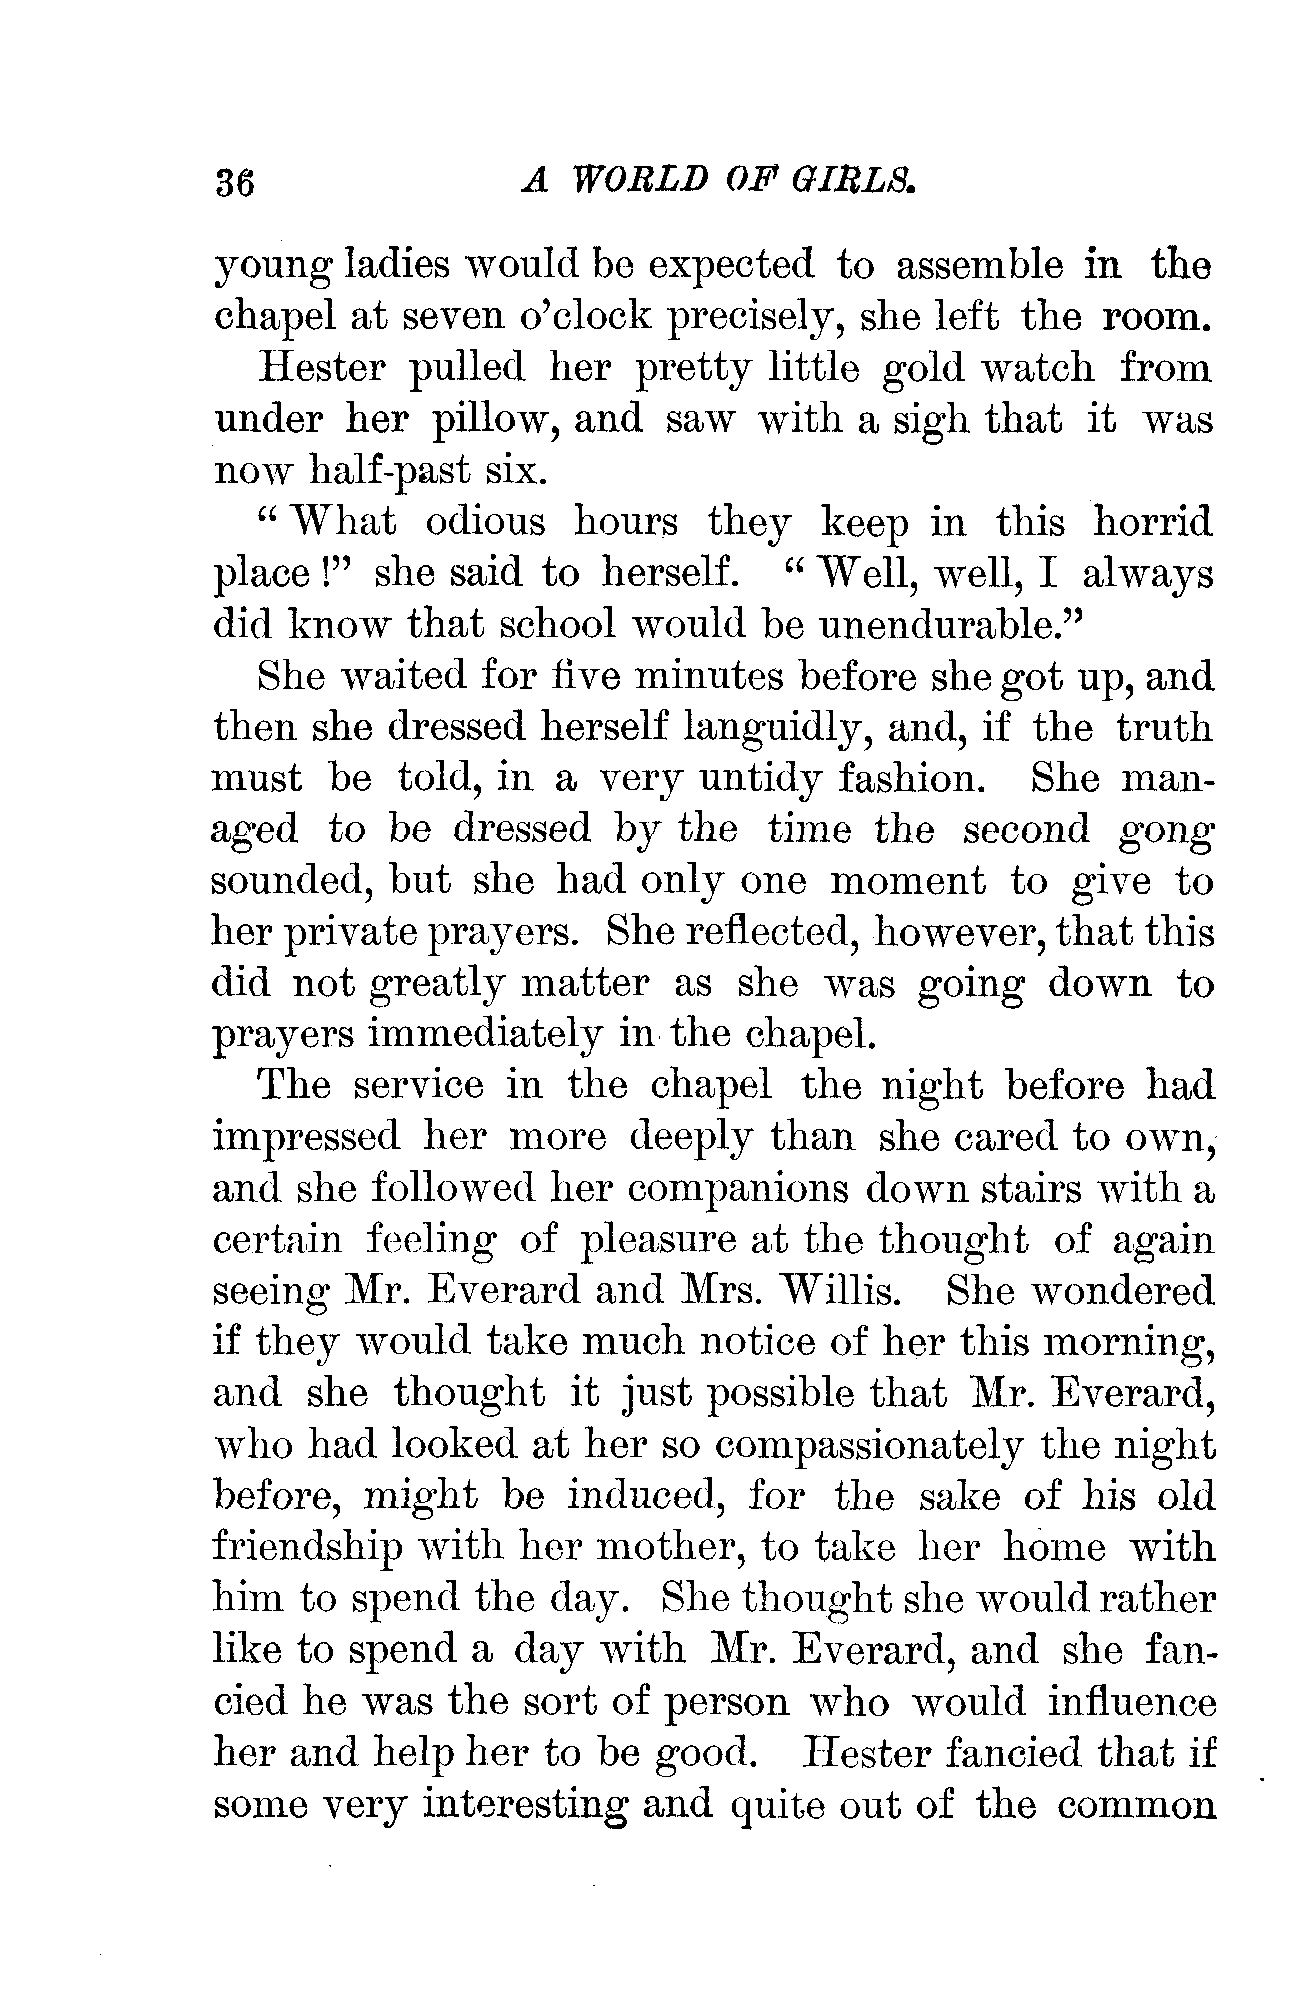 36 A WORLD OF GIRLS.
young ladies would be expected to assemble in the
chapel at seven o’clock precisely, she left the room.
Hester pulled her pretty little gold watch from
under her pillow, and saw with a sigh that it was
now half-past six.
“ What odious hours they keep in this horrid
place !” she said to herself. “ Well, well, I always
did know that school would be unendurable.”
She waited for five minutes before she got up, and
then she dressed herself languidly, and, if the truth
must be told, in a very untidy fashion. She man-
aged to be dressed by the time the second gong
sounded, but she had only one moment to give to
her private prayers. She reflected, however, that this
did not greatly matter as she was going down to
prayers immediately in the chapel.
The service in the chapel the night before had
impressed her more deeply than she cared to own,
and she followed her companions down stairs with a
certain feeling of pleasure at the thought of again
seeing Mr. Everard and Mrs. Willis. She wondered
if they would take much notice of her this morning,
and she thought it just possible that Mr. Everard,
who had looked at her so compassionately the night
before, might be induced, for the sake of his old
friendship with her mother, to take her home with
him to spend the day. She thought she would rather
like to spend a day with Mr. Everard, and she fan-
cied he was the sort of person who would influence
her and help her to be good. Hester fancied that if
some very interesting and quite out of the common